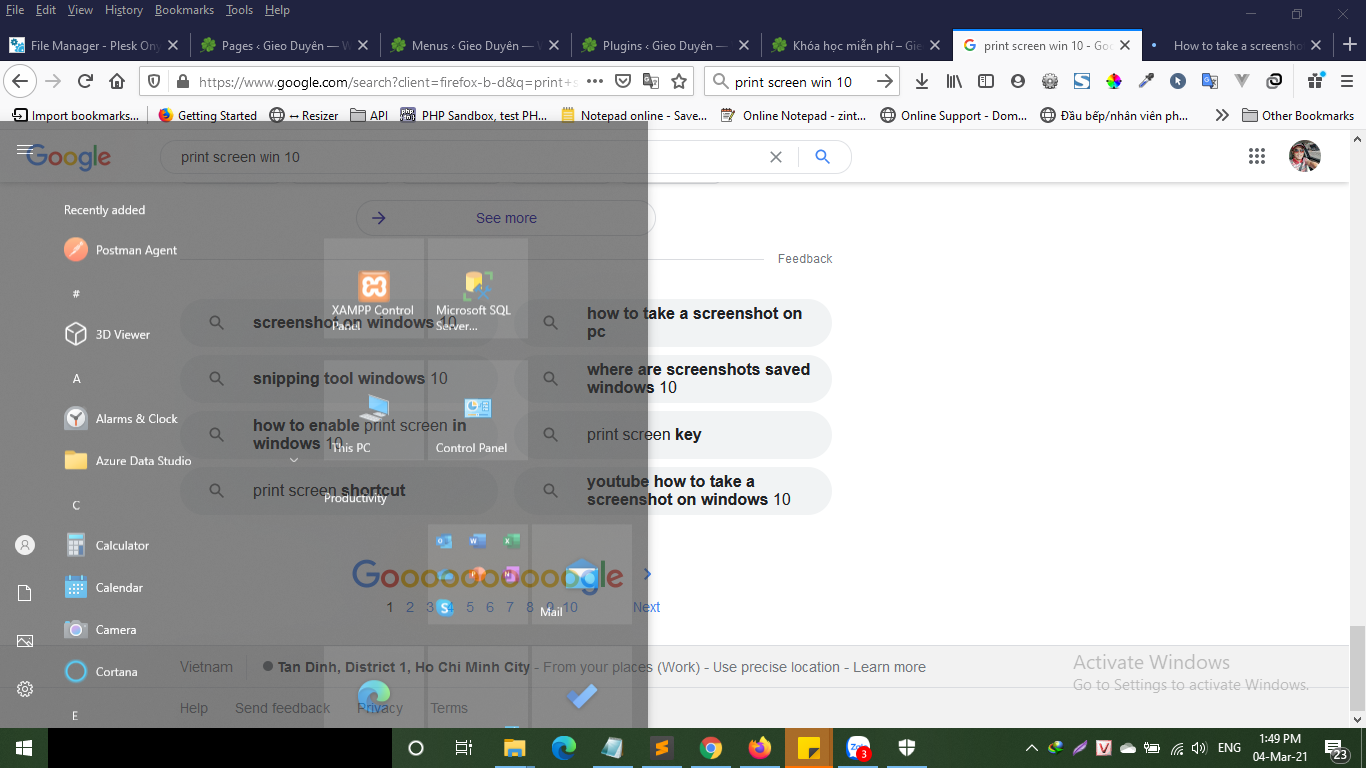 File Edit View History Bookmarks Tools Help
File Manager - Plesk Ony
Pages ‹ Gieo Duyên — W
Menus ‹ Gieo Duyên — W
Plugins ‹ Gieo Duyên —
Khóa học miễn phí – Gie
print screen win 10 - Goo
How to take a screensho
https://www.google.com/search?client=firefox-b-d&q=print+s
print screen win 10
Import bookmarks...
Getting Started
↔ Resizer
API
PHP Sandbox, test PH...
Notepad online - Save...
Online Notepad - zint...
Online Support - Dom...
Đầu bếp/nhân viên ph...
Other Bookmarks
Google
print screen win 10
See more
Feedback
Recently added
Postman Agent
#
3D Viewer
A
Alarms & Clock
Azure Data Studio
C
Calculator
Calendar
Camera
Cortana
E
XAMPP Control
Panel
Microsoft SQL
Server...
This PC
Control Panel
Productivity
Mail
screenshot on windows 10
how to take a screenshot on
pc
snipping tool windows 10
where are screenshots saved
windows 10
how to enable print screen in
windows 10
print screen key
print screen shortcut
youtube how to take a
screenshot on windows 10
Goooooooooogle
1 2 3 4 5 6 7 8 9 10 Next
Vietnam
Tan Dinh, District 1, Ho Chi Minh City - From your places (Work) - Use precise location - Learn more
Help Send feedback Privacy Terms
Activate Windows
Go to Settings to activate Windows.
3
ENG
1:49 PM
04-Mar-21
23